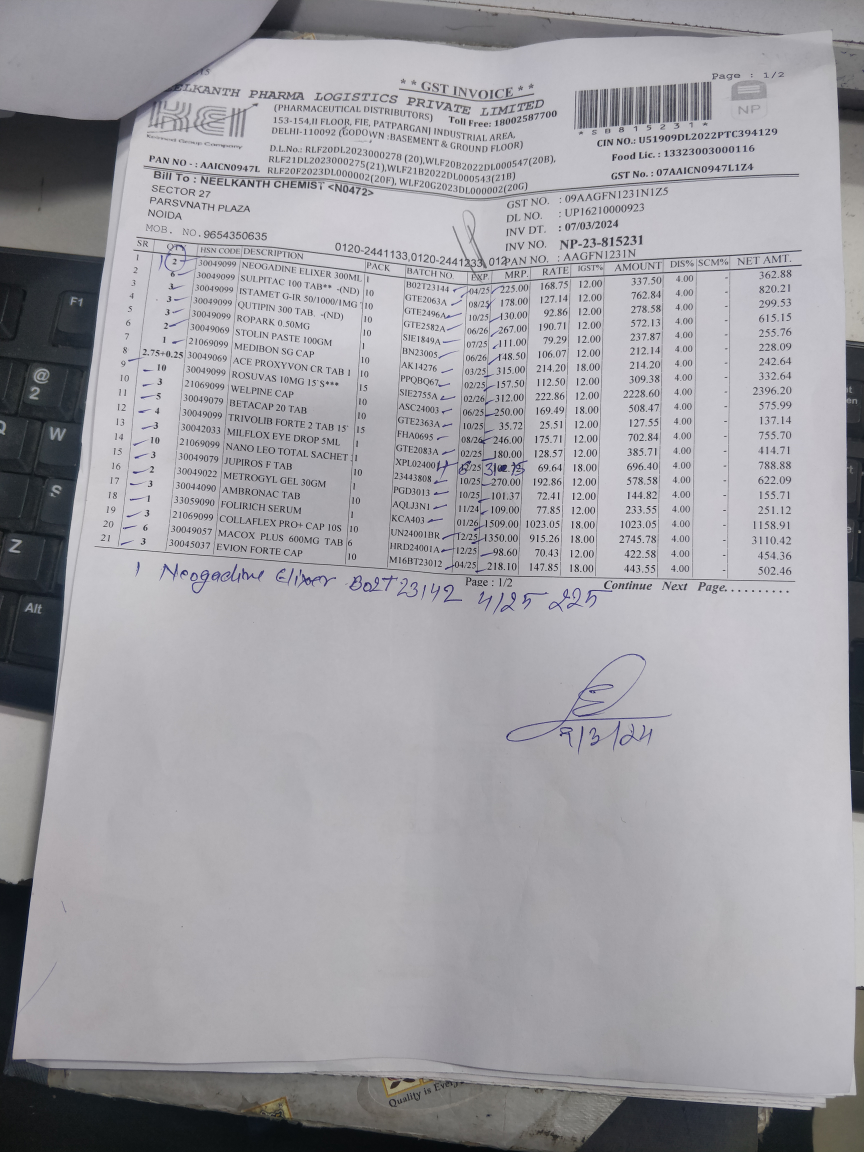 Page : 1/2
* * GST INVOICE * *
NEELKANTH PHARMA LOGISTICS PRIVATE LIMITED
(PHARMACEUTICAL DISTRIBUTORS) Toll Free: 18002587700
153-154,II FLOOR, FIE, PATPARGANJ INDUSTRIAL AREA,
DELHI-110092 (GODOWN :BASEMENT & GROUND FLOOR)
D.L.No.: RLF20DL2023000278 (20),WLF20B2022DL000547(20B),
RLF21DL2023000275(21),WLF21B2022DL000543(21B)
RLF20F2023DL000002(20F), WLF20G2023DL000002(20G)
PAN NO - : AAICN0947L
*SB815231*
NP
CIN NO.: U51909DL2022PTC394129
Food Lic. : 13323003000116
GST No. : 07AAICN0947L1Z4
Bill To : NEELKANTH CHEMIST <N0472>
SECTOR 27
PARSVNATH PLAZA
NOIDA
MOB. NO. 9654350635
0120-2441133,0120-2441233, 012
GST NO. : 09AAGFN1231N1Z5
DL NO. : UP16210000923
INV DT. : 07/03/2024
INV NO. NP-23-815231
PAN NO. : AAGFN1231N
SR QTY HSN CODE DESCRIPTION PACK BATCH NO. EXP. MRP. RATE IGST% AMOUNT DIS% SCM% NET AMT.
1 2 30049099 NEOGADINE ELIXER 300ML 1 B02T23144 04/25 225.00 168.75 12.00 337.50 4.00 - 362.88
2 6 30049099 SULPITAC 100 TAB** -(ND) 10 GTE2063A 08/25 178.00 127.14 12.00 762.84 4.00 - 820.21
3 3 30049099 ISTAMET G-IR 50/1000/1MG 10 GTE2496A 10/25 130.00 92.86 12.00 278.58 4.00 - 299.53
4 3 30049099 QUTIPIN 300 TAB. -(ND) 10 GTE2582A 06/26 267.00 190.71 12.00 572.13 4.00 - 615.15
5 3 30049099 ROPARK 0.50MG 10 SIE1849A 07/25 111.00 79.29 12.00 237.87 4.00 - 255.76
6 2 30049069 STOLIN PASTE 100GM 1 BN23005 06/26 148.50 106.07 12.00 212.14 4.00 - 228.09
7 1 21069099 MEDIBON SG CAP 10 AK14276 03/25 315.00 214.20 18.00 214.20 4.00 - 242.64
8 2.75+0.25 30049069 ACE PROXYVON CR TAB 1 10 PPQBQ67 02/25 157.50 112.50 12.00 309.38 4.00 - 332.64
9 10 30049099 ROSUVAS 10MG 15`S*** 15 SIE2755A 02/26 312.00 222.86 12.00 2228.60 4.00 - 2396.20
10 3 21069099 WELPINE CAP 10 ASC24003 06/25 250.00 169.49 18.00 508.47 4.00 - 575.99
11 5 30049079 BETACAP 20 TAB 10 GTE2363A 10/25 35.72 25.51 12.00 127.55 4.00 - 137.14
12 4 30049099 TRIVOLIB FORTE 2 TAB 15` 15 FHA0695 08/26 246.00 175.71 12.00 702.84 4.00 - 755.70
13 3 30042033 MILFLOX EYE DROP 5ML 1 GTE2083A 02/25 180.00 128.57 12.00 385.71 4.00 - 414.71
14 10 21069099 NANO LEO TOTAL SACHET 1 XPL02400 69.64 18.00 696.40 4.00 - 788.88
15 3 30049079 JUPIROS F TAB 10 23443808 10/25 270.00 192.86 12.00 578.58 4.00 - 622.09
16 2 30049022 METROGYL GEL 30GM 1 PGD3013 10/25 101.37 72.41 12.00 144.82 4.00 - 155.71
17 3 30044090 AMBRONAC TAB 10 AQLJ3N1 11/24 109.00 77.85 12.00 233.55 4.00 - 251.12
18 1 33059090 FOLIRICH SERUM 1 KCA403 01/26 1509.00 1023.05 18.00 1023.05 4.00 - 1158.91
19 3 21069099 COLLAFLEX PRO+ CAP 10S 10 UN24001BR 12/25 1350.00 915.26 18.00 2745.78 4.00 - 3110.42
20 6 30049057 MACOX PLUS 600MG TAB 6 HRD24001A 12/25 98.60 70.43 12.00 422.58 4.00 - 454.36
21 3 30045037 EVION FORTE CAP 10 M16BT23012 04/25 218.10 147.85 18.00 443.55 4.00 - 502.46
Page : 1/2 Continue Next Page..........
1 Neogadine Elixer B02T23142 4/25 225
9/3/24
F1
@
2
Q
W
A
S
Z
Alt
Quality is Every